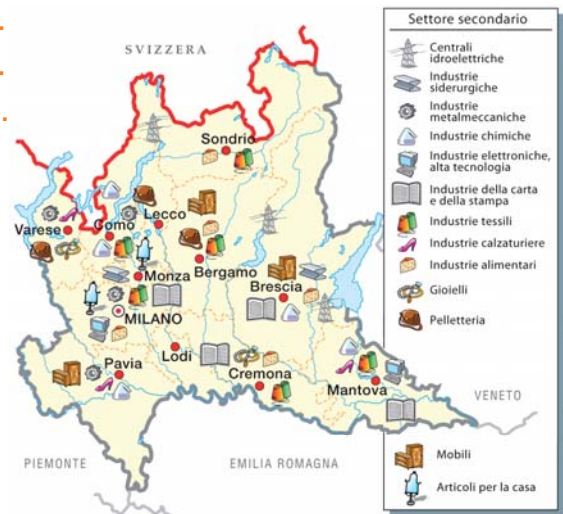 SVIZZERA
Sondrio
Varese
Como
Lecco
Bergamo
Monza
Brescia
MILANO
Lodi
Pavia
Cremona
Mantova
VENETO
PIEMONTE
EMILIA ROMAGNA
Settore secondario
Centrali
idroelettriche
Industrie
siderurgiche
Industrie
metalmeccaniche
Industrie chimiche
Industrie elettroniche,
alta tecnologia
Industrie della carta
e della stampa
Industrie tessili
Industrie calzaturiere
Industrie alimentari
Gioielli
Pelletteria
Mobili
Articoli per la casa